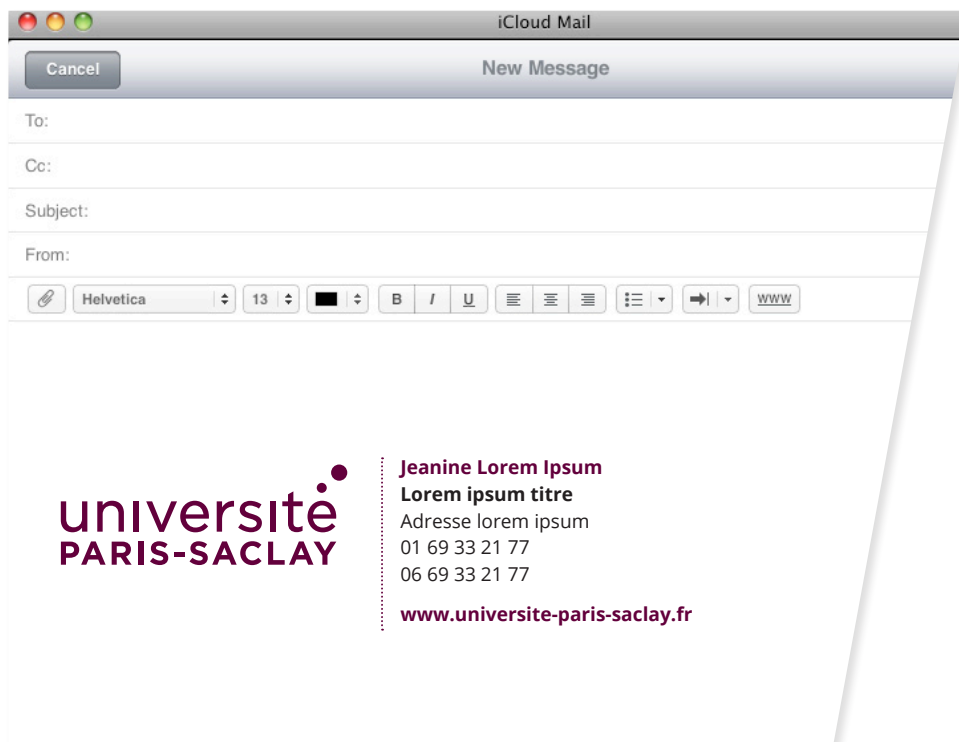 iCloud Mail
Cancel
New Message
To:
Cc:
Subject:
From:
Helvetica 13 B I U www
université
PARIS-SACLAY
Jeanine Lorem Ipsum
Lorem ipsum titre
Adresse lorem ipsum
01 69 33 21 77
06 69 33 21 77
www.universite-paris-saclay.fr